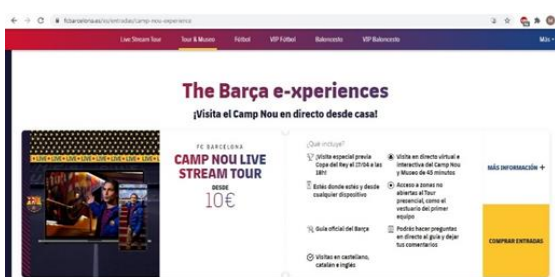 fcbarcelona.es/es/entradas/camp-nou-experience
Live Stream Tour Tour & Museo Fútbol VIP Fútbol Baloncesto VIP Baloncesto Más
The Barça e-xperiences
¡Visita el Camp Nou en directo desde casa!
LIVE • LIVE • LIVE • LIVE • LIVE • LIVE
FC BARCELONA
CAMP NOU LIVE
STREAM TOUR
DESDE
10€
¿Qué incluye?
¡Visita especial previa
Copa del Rey el 17/04 a las
18h!
Estés donde estés y desde
cualquier dispositivo
Guía oficial del Barça
Visitas en castellano,
catalán e inglés
Visita en directo virtual e
interactiva del Camp Nou
y Museo de 45 minutos
Acceso a zonas no
abiertas al Tour
presencial, como el
vestuario del primer
equipo
Podrás hacer preguntas
en directo al guía y dejar
tus comentarios
MÁS INFORMACIÓN +
COMPRAR ENTRADAS